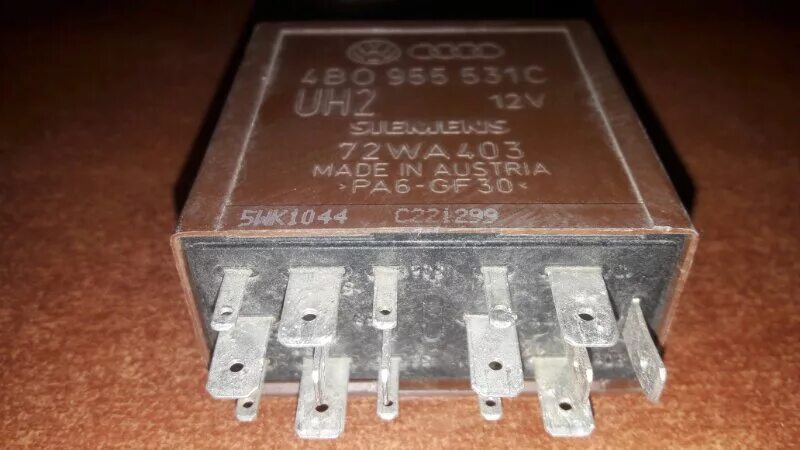 4B0 955 531C
UH2 12V
SIEMENS
72WA403
MADE IN AUSTRIA
>PA6-GF30<
5WK1044 C221299